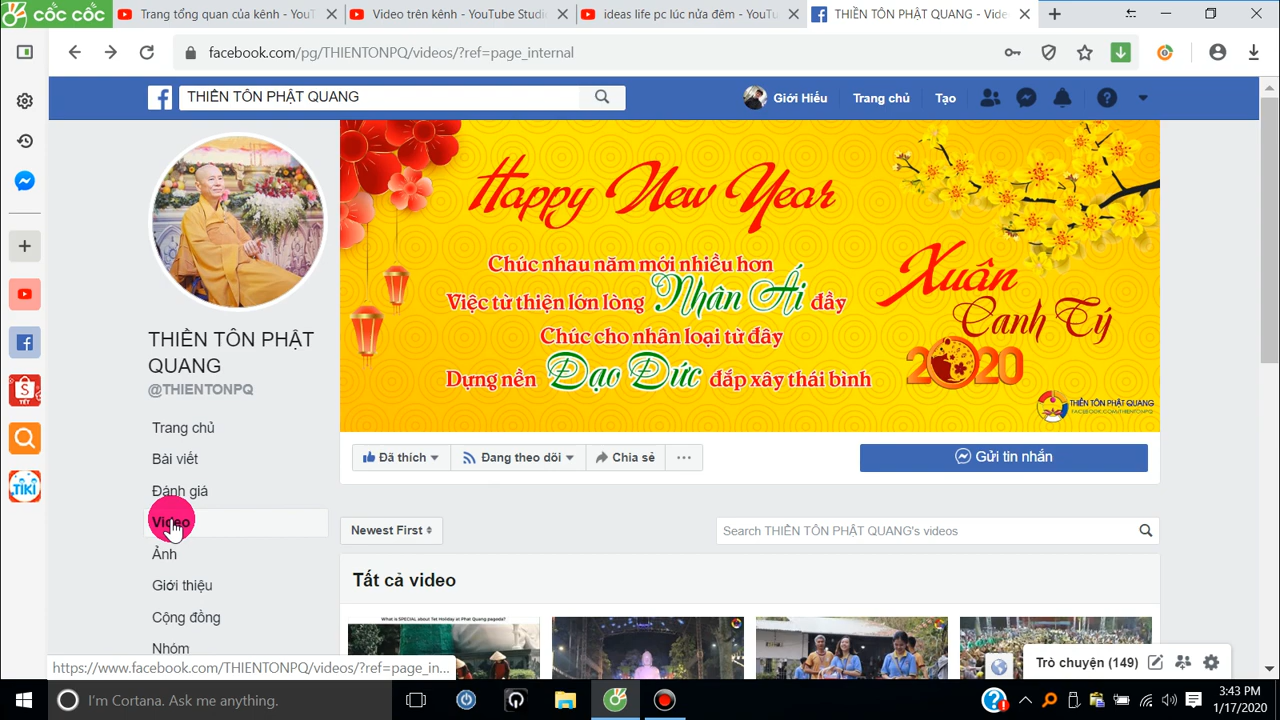 cốc cốc
Trang tổng quan của kênh - YouT
Video trên kênh - YouTube Studi
ideas life pc lúc nửa đêm - YouTu
THIỀN TÔN PHẬT QUANG - Vide
facebook.com/pg/THIENTONPQ/videos/?ref=page_internal
THIỀN TÔN PHẬT QUANG
Giới Hiếu
Trang chủ
Tạo
Happy New Year
Chúc nhau năm mới nhiều hơn
Việc từ thiện lớn lòng Nhân Ái đầy
Chúc cho nhân loại từ đây
Dựng nền Đạo Đức đắp xây thái bình
Xuân
Canh Tý
2020
THIỀN TÔN PHẬT QUANG
FACEBOOK.COM/THIENTONPQ
THIỀN TÔN PHẬT
QUANG
@THIENTONPQ
Trang chủ
Bài viết
Đánh giá
Video
Ảnh
Giới thiệu
Cộng đồng
Nhóm
Đã thích
Đang theo dõi
Chia sẻ
Gửi tin nhắn
Newest First
Search THIỀN TÔN PHẬT QUANG's videos
Tất cả video
What is SPECIAL about Tet Holiday at Phat Quang pagoda?
https://www.facebook.com/THIENTONPQ/videos/?ref=page_in...
Trò chuyện (149)
TẾT
TIKI
I'm Cortana. Ask me anything.
3:43 PM
1/17/2020